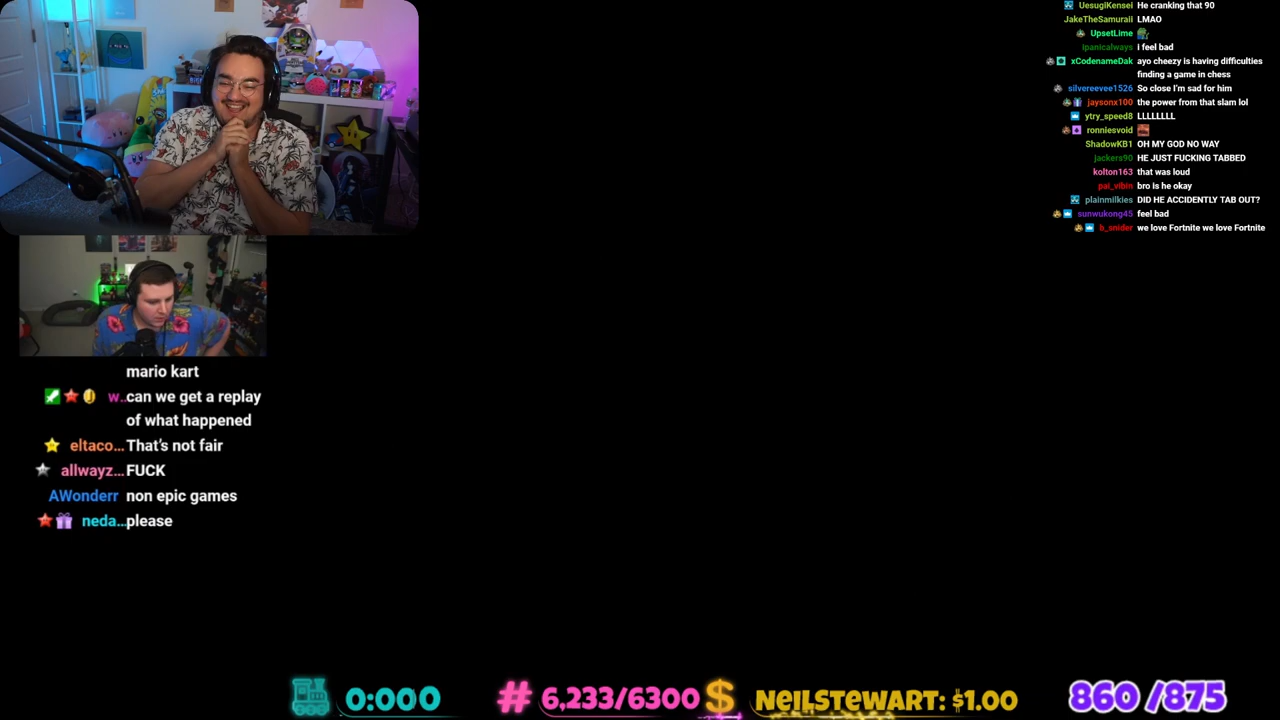 UesugiKensei He cranking that 90
JakeTheSamuraii LMAO
UpsetLime
ipanicalways i feel bad
xCodenameDak ayo cheezy is having difficulties
finding a game in chess
silvereevee1526 So close I'm sad for him
jaysonx100 the power from that slam lol
ytry_speed8 LLLLLLLL
ronniesvoid
ShadowKB1 OH MY GOD NO WAY
jackers90 HE JUST FUCKING TABBED
kolton163 that was loud
pai_vibin bro is he okay
plainmilkies DID HE ACCIDENTLY TAB OUT?
sunwukong45 feel bad
b_snider we love Fortnite we love Fortnite
mario kart
w.. can we get a replay
of what happened
eltaco... That's not fair
allwayz... FUCK
AWonderr non epic games
neda... please
0:000
# 6,233/6300
$ NEILSTEWART: $1.00
860 /875